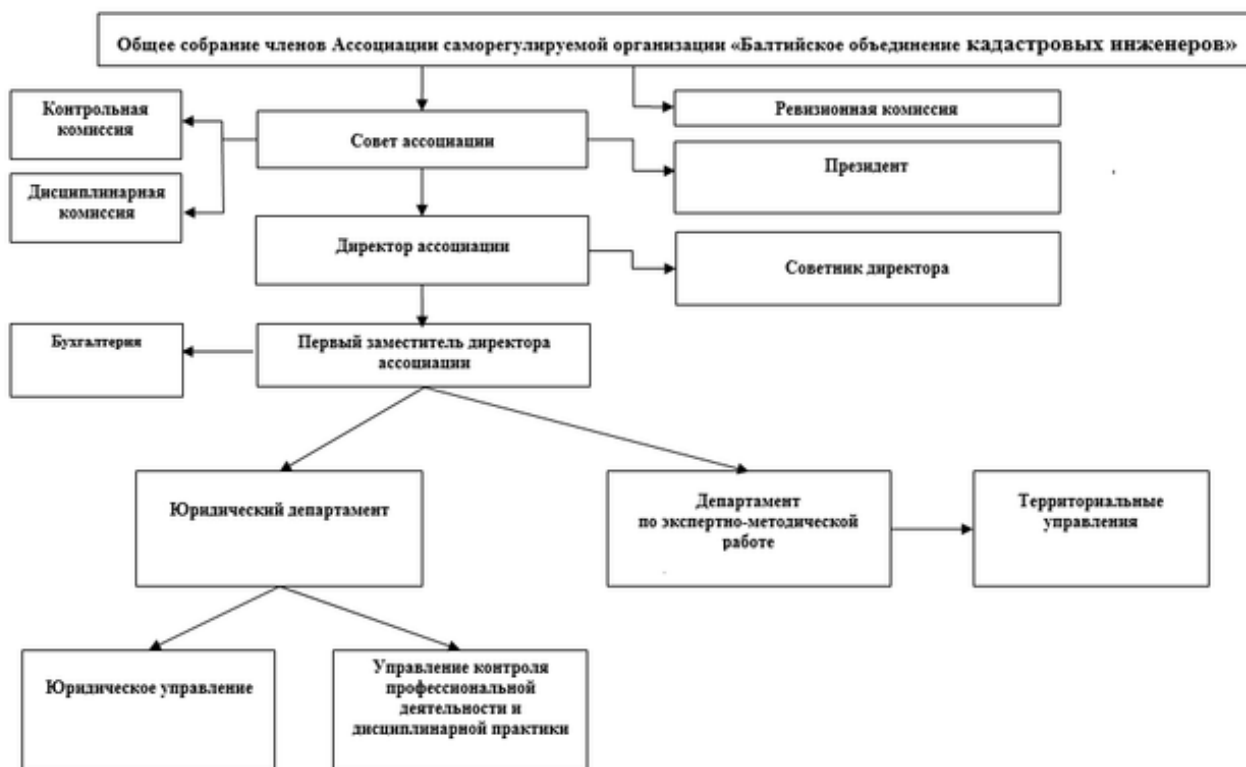 Общее собрание членов Ассоциации саморегулируемой организации «Балтийское объединение кадастровых инженеров»
Контрольная
комиссия
Ревизионная комиссия
Совет ассоциации
Президент
Дисциплинарная
комиссия
Директор ассоциации
Советник директора
Бухгалтерия
Первый заместитель директора
ассоциации
Юридический департамент
Департамент
по экспертно-методической
работе
Территориальные
управления
Юридическое управление
Управление контроля
профессиональной
деятельности и
дисциплинарной практики